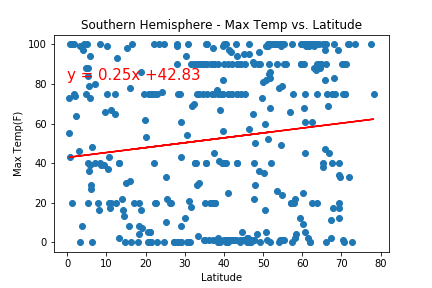 Southern Hemisphere - Max Temp vs. Latitude
100
80
y = 0.25x +42.83
60
40
20
0
Max Temp(F)
0 10 20 30 40 50 60 70 80
Latitude